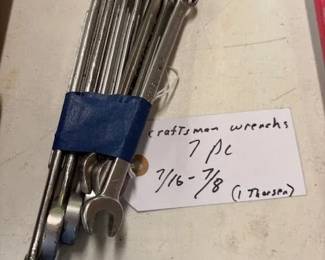 craftsman wrenchs
7 pc
7/16 - 7/8 (1 Thorsen)